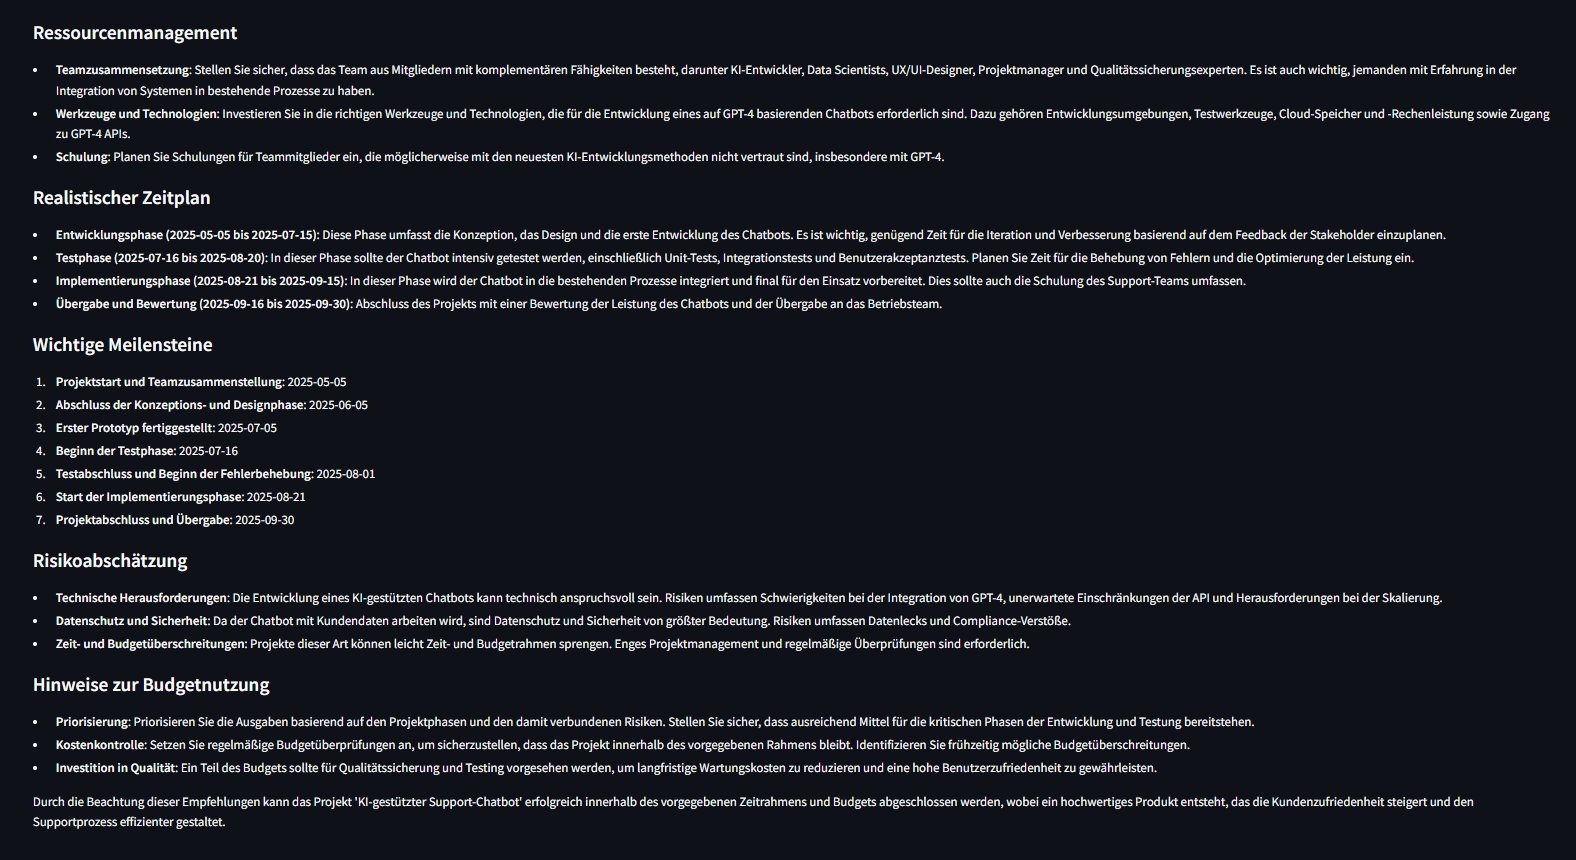 Ressourcenmanagement
• Teamzusammensetzung: Stellen Sie sicher, dass das Team aus Mitgliedern mit komplementären Fähigkeiten besteht, darunter KI-Entwickler, Data Scientists, UX/UI-Designer, Projektmanager und Qualitätssicherungsexperten. Es ist auch wichtig, jemanden mit Erfahrung in der
Integration von Systemen in bestehende Prozesse zu haben.
• Werkzeuge und Technologien: Investieren Sie in die richtigen Werkzeuge und Technologien, die für die Entwicklung eines auf GPT-4 basierenden Chatbots erforderlich sind. Dazu gehören Entwicklungsumgebungen, Testwerkzeuge, Cloud-Speicher und -Rechenleistung sowie Zugang
zu GPT-4 APIs.
• Schulung: Planen Sie Schulungen für Teammitglieder ein, die möglicherweise mit den neuesten KI-Entwicklungsmethoden nicht vertraut sind, insbesondere mit GPT-4.
Realistischer Zeitplan
• Entwicklungsphase (2025-05-05 bis 2025-07-15): Diese Phase umfasst die Konzeption, das Design und die erste Entwicklung des Chatbots. Es ist wichtig, genügend Zeit für die Iteration und Verbesserung basierend auf dem Feedback der Stakeholder einzuplanen.
• Testphase (2025-07-16 bis 2025-08-20): In dieser Phase sollte der Chatbot intensiv getestet werden, einschließlich Unit-Tests, Integrationstests und Benutzerakzeptanztests. Planen Sie Zeit für die Behebung von Fehlern und die Optimierung der Leistung ein.
• Implementierungsphase (2025-08-21 bis 2025-09-15): In dieser Phase wird der Chatbot in die bestehenden Prozesse integriert und final für den Einsatz vorbereitet. Dies sollte auch die Schulung des Support-Teams umfassen.
• Übergabe und Bewertung (2025-09-16 bis 2025-09-30): Abschluss des Projekts mit einer Bewertung der Leistung des Chatbots und der Übergabe an das Betriebsteam.
Wichtige Meilensteine
1. Projektstart und Teamzusammenstellung: 2025-05-05
2. Abschluss der Konzeptions- und Designphase: 2025-06-05
3. Erster Prototyp fertiggestellt: 2025-07-05
4. Beginn der Testphase: 2025-07-16
5. Testabschluss und Beginn der Fehlerbehebung: 2025-08-01
6. Start der Implementierungsphase: 2025-08-21
7. Projektabschluss und Übergabe: 2025-09-30
Risikoabschätzung
• Technische Herausforderungen: Die Entwicklung eines KI-gestützten Chatbots kann technisch anspruchsvoll sein. Risiken umfassen Schwierigkeiten bei der Integration von GPT-4, unerwartete Einschränkungen der API und Herausforderungen bei der Skalierung.
• Datenschutz und Sicherheit: Da der Chatbot mit Kundendaten arbeiten wird, sind Datenschutz und Sicherheit von größter Bedeutung. Risiken umfassen Datenlecks und Compliance-Verstöße.
• Zeit- und Budgetüberschreitungen: Projekte dieser Art können leicht Zeit- und Budgetrahmen sprengen. Enges Projektmanagement und regelmäßige Überprüfungen sind erforderlich.
Hinweise zur Budgetnutzung
• Priorisierung: Priorisieren Sie die Ausgaben basierend auf den Projektphasen und den damit verbundenen Risiken. Stellen Sie sicher, dass ausreichend Mittel für die kritischen Phasen der Entwicklung und Testung bereitstehen.
• Kostenkontrolle: Setzen Sie regelmäßige Budgetüberprüfungen an, um sicherzustellen, dass das Projekt innerhalb des vorgegebenen Rahmens bleibt. Identifizieren Sie frühzeitig mögliche Budgetüberschreitungen.
• Investition in Qualität: Ein Teil des Budgets sollte für Qualitätssicherung und Testing vorgesehen werden, um langfristige Wartungskosten zu reduzieren und eine hohe Benutzerzufriedenheit zu gewährleisten.
Durch die Beachtung dieser Empfehlungen kann das Projekt 'KI-gestützter Support-Chatbot' erfolgreich innerhalb des vorgegebenen Zeitrahmens und Budgets abgeschlossen werden, wobei ein hochwertiges Produkt entsteht, das die Kundenzufriedenheit steigert und den
Supportprozess effizienter gestaltet.